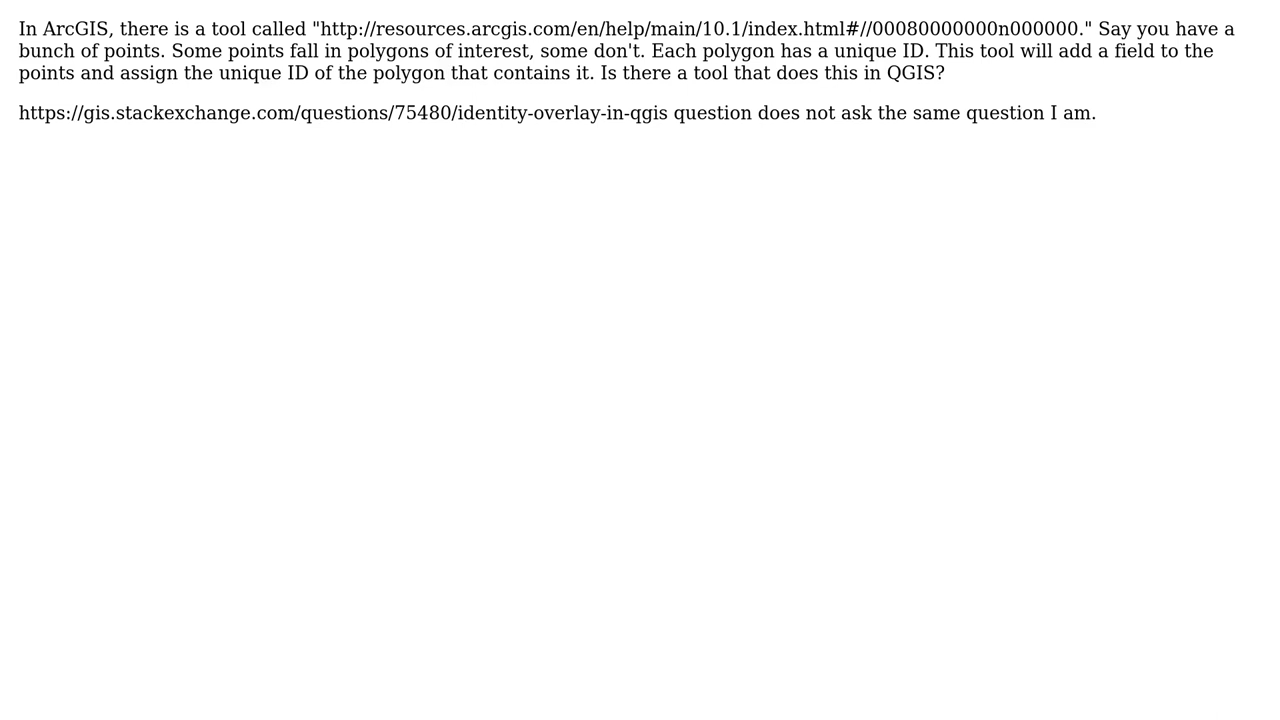 In ArcGIS, there is a tool called "http://resources.arcgis.com/en/help/main/10.1/index.html#//00080000000n000000." Say you have a
bunch of points. Some points fall in polygons of interest, some don't. Each polygon has a unique ID. This tool will add a field to the
points and assign the unique ID of the polygon that contains it. Is there a tool that does this in QGIS?
https://gis.stackexchange.com/questions/75480/identity-overlay-in-qgis question does not ask the same question I am.